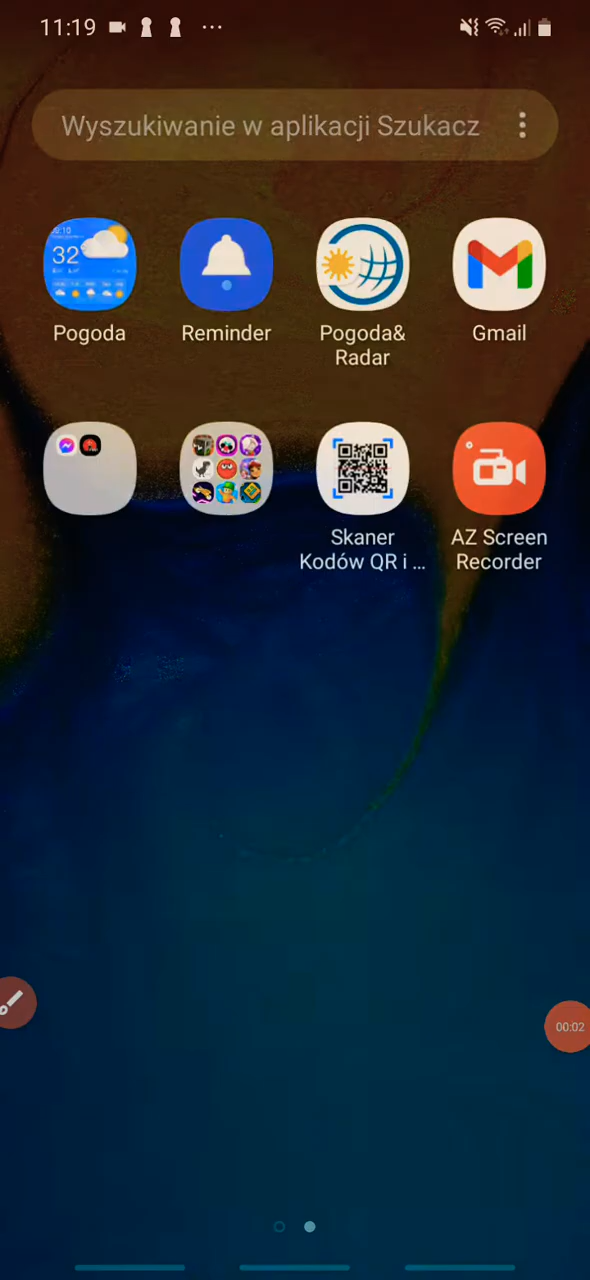 11:19
Wyszukiwanie w aplikacji Szukacz
32
Pogoda
Reminder
Pogoda&
Radar
Gmail
Skaner
Kodów QR i ...
AZ Screen
Recorder
00:02